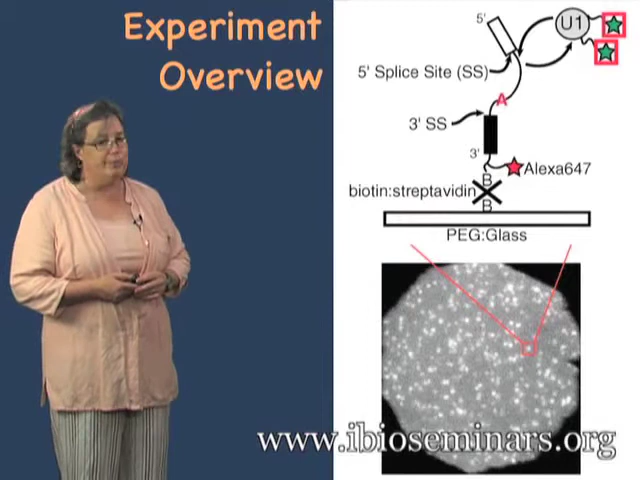 Experiment
Overview
5'
U1
5' Splice Site (SS)
A
3' SS
3'
Alexa647
B
biotin:streptavidin
B
PEG:Glass
www.ibioseminars.org